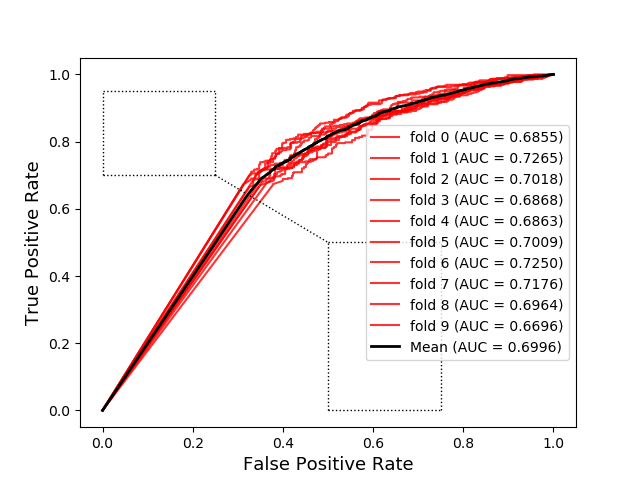 1.0
0.8
0.6
0.4
0.2
0.0
True Positive Rate
fold 0 (AUC = 0.6855)
fold 1 (AUC = 0.7265)
fold 2 (AUC = 0.7018)
fold 3 (AUC = 0.6868)
fold 4 (AUC = 0.6863)
fold 5 (AUC = 0.7009)
fold 6 (AUC = 0.7250)
fold 7 (AUC = 0.7176)
fold 8 (AUC = 0.6964)
fold 9 (AUC = 0.6696)
Mean (AUC = 0.6996)
0.0 0.2 0.4 0.6 0.8 1.0
False Positive Rate